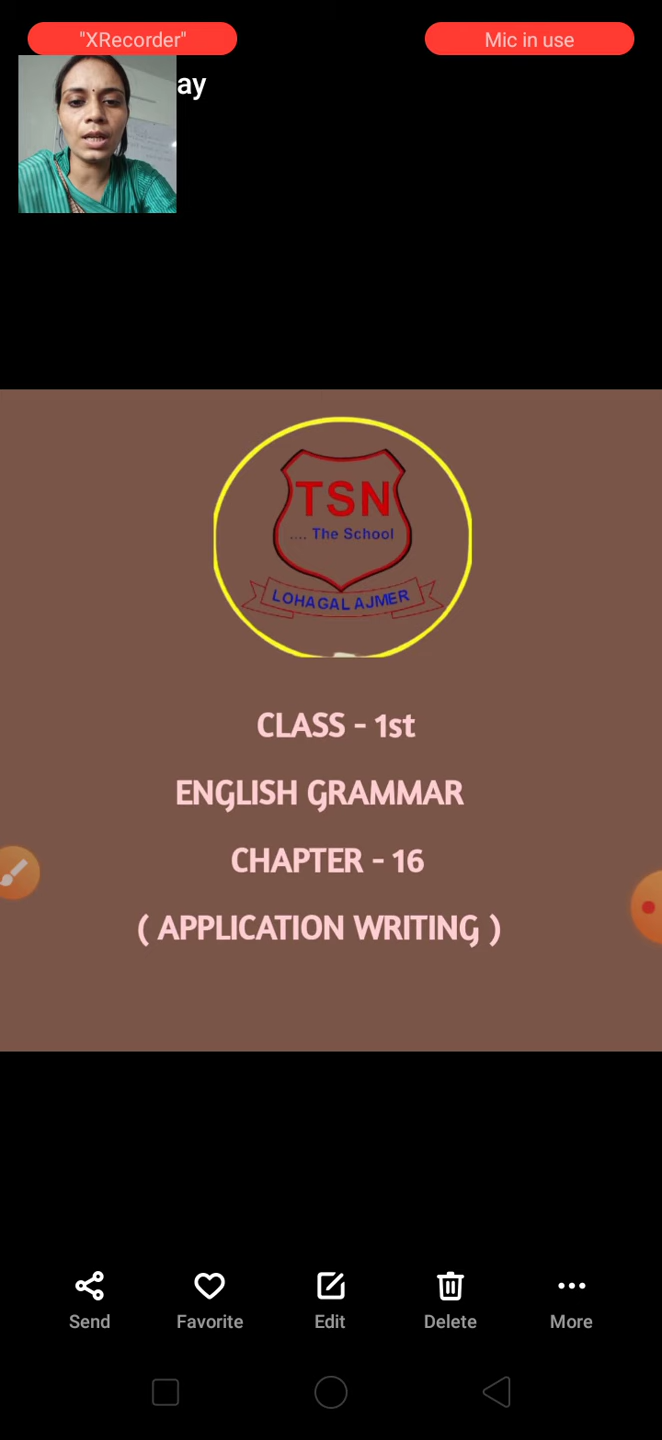 "XRecorder"
Mic in use
ay
TSN
.... The School
LOHAGAL AJMER
CLASS - 1st
ENGLISH GRAMMAR
CHAPTER - 16
( APPLICATION WRITING )
Send
Favorite
Edit
Delete
More